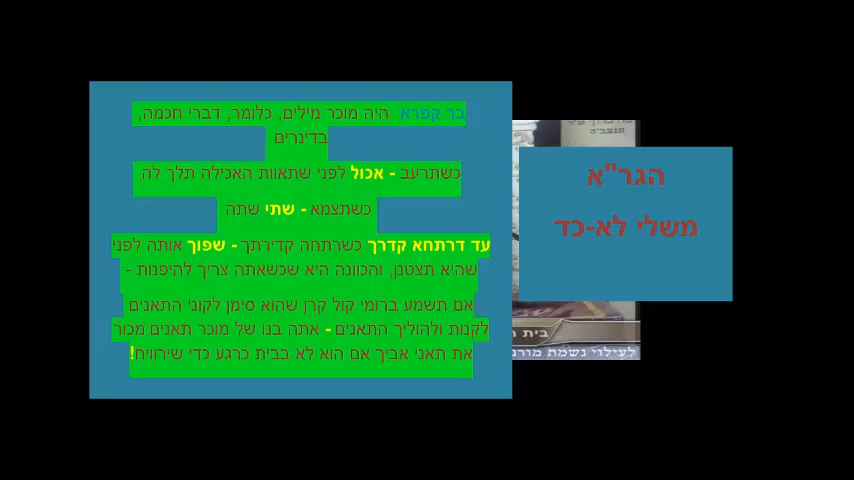 בר קפרא היה מוכר מילים, כלומר, דברי חכמה,
בדינרים
כשתרעב - אכול לפני שתאוות האכילה תלך לה
כשתצמא - שתי שתה
עד דרתחא קדרך כשרתחה קדירתך - שפוך אותה לפני
שהיא תצטנן, והכוונה היא שכשאתה צריך להיפנות -
אם תשמע ברומי קול קרן שהוא סימן לקוני התאנים
לקנות ולהוליך התאנים - אתה בנו של מוכר תאנים מכור
את תאני אביך אם הוא לא בבית כרגע כדי שירוויח!
הגר"א
משלי לא-כד
לעילוי נשמת